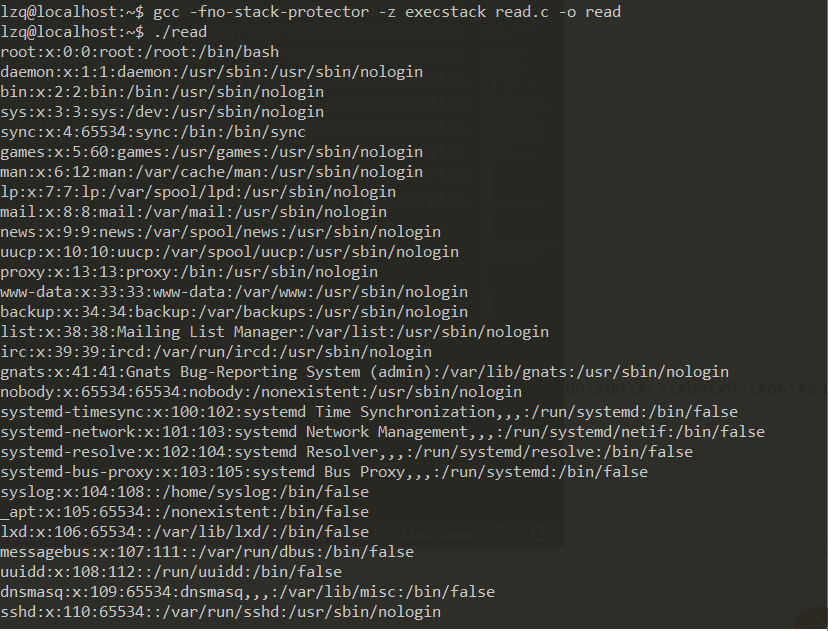 lzq@localhost:~$ gcc -fno-stack-protector -z execstack read.c -o read
lzq@localhost:~$ ./read
root:x:0:0:root:/root:/bin/bash
daemon:x:1:1:daemon:/usr/sbin:/usr/sbin/nologin
bin:x:2:2:bin:/bin:/usr/sbin/nologin
sys:x:3:3:sys:/dev:/usr/sbin/nologin
sync:x:4:65534:sync:/bin:/bin/sync
games:x:5:60:games:/usr/games:/usr/sbin/nologin
man:x:6:12:man:/var/cache/man:/usr/sbin/nologin
lp:x:7:7:lp:/var/spool/lpd:/usr/sbin/nologin
mail:x:8:8:mail:/var/mail:/usr/sbin/nologin
news:x:9:9:news:/var/spool/news:/usr/sbin/nologin
uucp:x:10:10:uucp:/var/spool/uucp:/usr/sbin/nologin
proxy:x:13:13:proxy:/bin:/usr/sbin/nologin
www-data:x:33:33:www-data:/var/www:/usr/sbin/nologin
backup:x:34:34:backup:/var/backups:/usr/sbin/nologin
list:x:38:38:Mailing List Manager:/var/list:/usr/sbin/nologin
irc:x:39:39:ircd:/var/run/ircd:/usr/sbin/nologin
gnats:x:41:41:Gnats Bug-Reporting System (admin):/var/lib/gnats:/usr/sbin/nologin
nobody:x:65534:65534:nobody:/nonexistent:/usr/sbin/nologin
systemd-timesync:x:100:102:systemd Time Synchronization,,,:/run/systemd:/bin/false
systemd-network:x:101:103:systemd Network Management,,,:/run/systemd/netif:/bin/false
systemd-resolve:x:102:104:systemd Resolver,,,:/run/systemd/resolve:/bin/false
systemd-bus-proxy:x:103:105:systemd Bus Proxy,,,:/run/systemd:/bin/false
syslog:x:104:108::/home/syslog:/bin/false
_apt:x:105:65534::/nonexistent:/bin/false
lxd:x:106:65534::/var/lib/lxd/:/bin/false
messagebus:x:107:111::/var/run/dbus:/bin/false
uuidd:x:108:112::/run/uuidd:/bin/false
dnsmasq:x:109:65534:dnsmasq,,,:/var/lib/misc:/bin/false
sshd:x:110:65534::/var/run/sshd:/usr/sbin/nologin